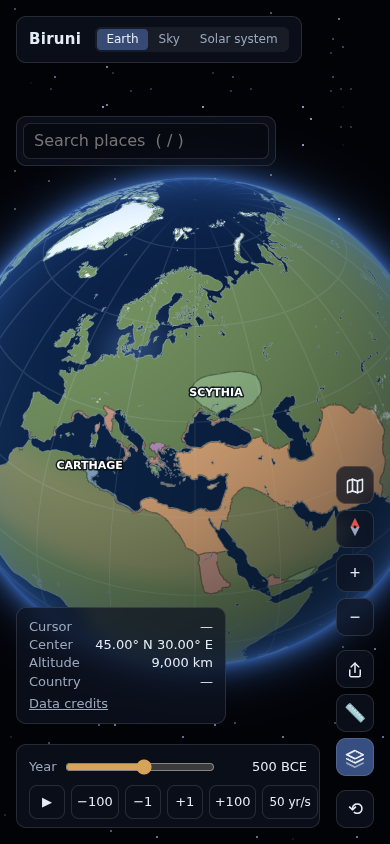 Biruni Earth Sky Solar system
Search places ( / )
SCYTHIA
CARTHAGE
+
−
Cursor —
Center 45.00° N 30.00° E
Altitude 9,000 km
Country —
Data credits
Year 500 BCE
▶ −100 −1 +1 +100 50 yr/s